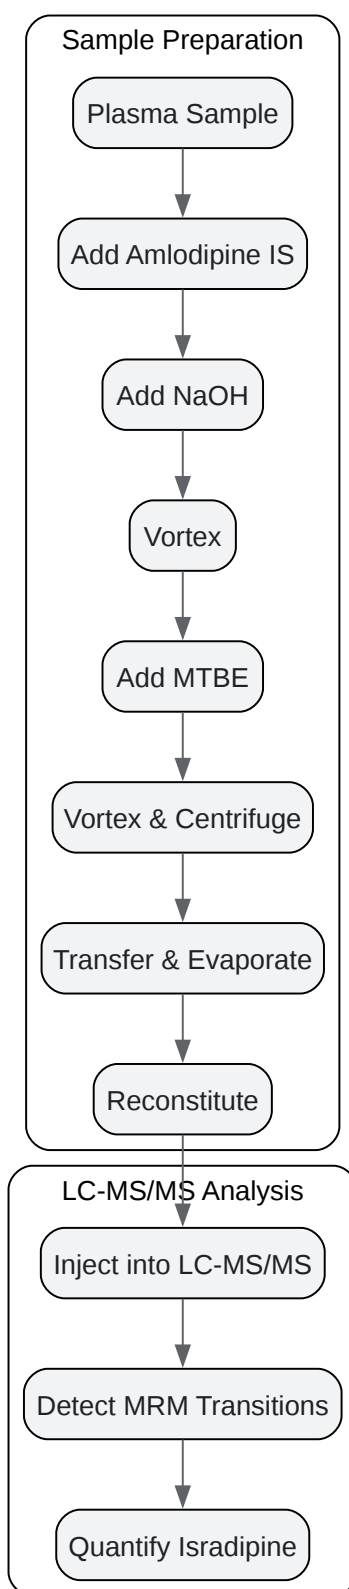 Sample Preparation
Plasma Sample
Add Amlodipine IS
Add NaOH
Vortex
Add MTBE
Vortex & Centrifuge
Transfer & Evaporate
Reconstitute
LC-MS/MS Analysis
Inject into LC-MS/MS
Detect MRM Transitions
Quantify Isradipine